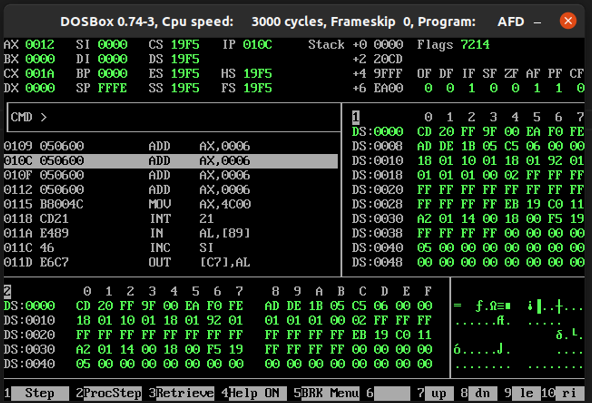 DOSBox 0.74-3, Cpu speed: 3000 cycles, Frameskip 0, Program: AFD
AX 0012 SI 0000 CS 19F5 IP 010C Stack +0 0000 Flags 7214
BX 0000 DI 0000 DS 19F5 +2 20CD
CX 001A BP 0000 ES 19F5 HS 19F5 +4 9FFF OF DF IF SF ZF AF PF CF
DX 0000 SP FFFE SS 19F5 FS 19F5 +6 EA00 0 0 1 0 0 1 1 0
CMD >
0109 050600 ADD AX,0006
010C 050600 ADD AX,0006
010F 050600 ADD AX,0006
0112 050600 ADD AX,0006
0115 B8004C MOV AX,4C00
0118 CD21 INT 21
011A E489 IN AL,[89]
011C 46 INC SI
011D E6C7 OUT [C7],AL
1 0 1 2 3 4 5 6 7
DS:0000 CD 20 FF 9F 00 EA F0 FE
DS:0008 AD DE 1B 05 C5 06 00 00
DS:0010 18 01 10 01 18 01 92 01
DS:0018 01 01 01 00 02 FF FF FF
DS:0020 FF FF FF FF FF FF FF FF
DS:0028 FF FF FF FF EB 19 C0 11
DS:0030 A2 01 14 00 18 00 F5 19
DS:0038 FF FF FF FF 00 00 00 00
DS:0040 05 00 00 00 00 00 00 00
DS:0048 00 00 00 00 00 00 00 00
2 0 1 2 3 4 5 6 7 8 9 A B C D E F
DS:0000 CD 20 FF 9F 00 EA F0 FE AD DE 1B 05 C5 06 00 00
DS:0010 18 01 10 01 18 01 92 01 01 01 01 00 02 FF FF FF
DS:0020 FF FF FF FF FF FF FF FF FF FF FF FF EB 19 C0 11
DS:0030 A2 01 14 00 18 00 F5 19 FF FF FF FF 00 00 00 00
DS:0040 05 00 00 00 00 00 00 00 00 00 00 00 00 00 00 00
1 Step 2ProcStep 3Retrieve 4Help ON 5BRK Menu 6 7 up 8 dn 9 le 10 ri